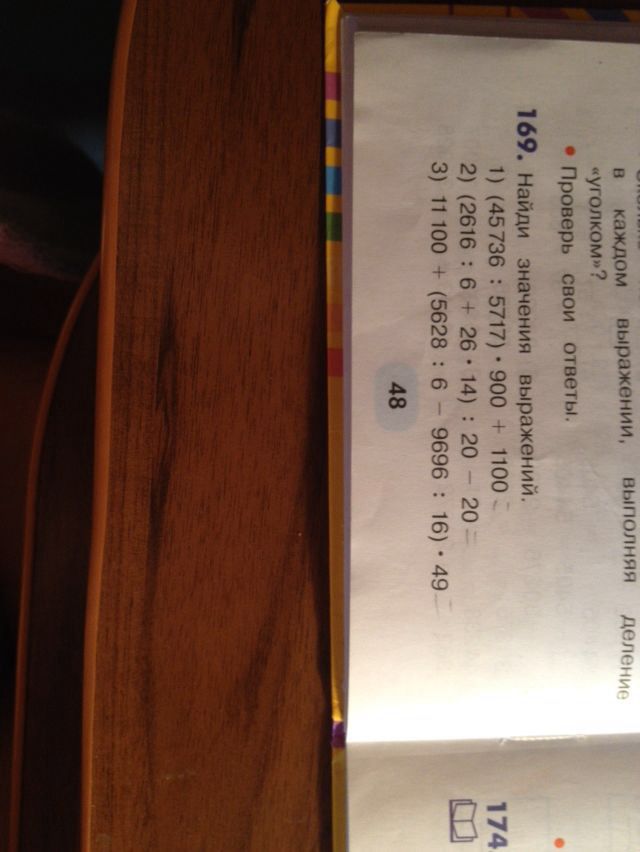 в каждом выражении, выполняя деление
«уголком»?
• Проверь свои ответы.
169. Найди значения выражений.
1) (45 736 : 5717) · 900 + 1100
2) (2616 : 6 + 26 · 14) : 20 − 20
3) 11 100 + (5628 : 6 − 9696 : 16) · 49
48
174